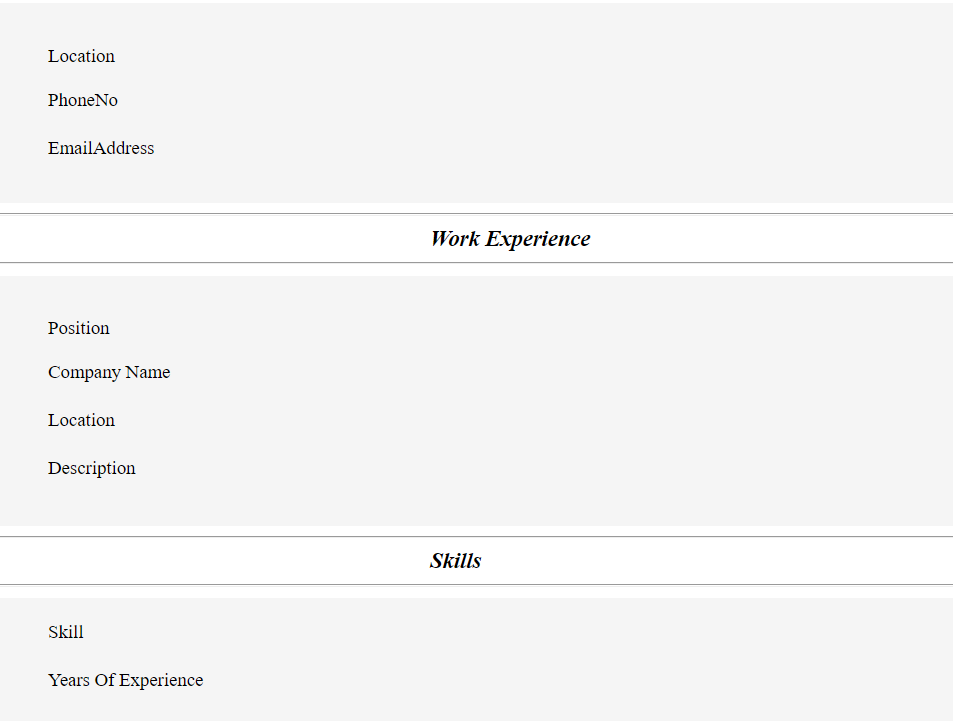 Location
PhoneNo
EmailAddress
Work Experience
Position
Company Name
Location
Description
Skills
Skill
Years Of Experience